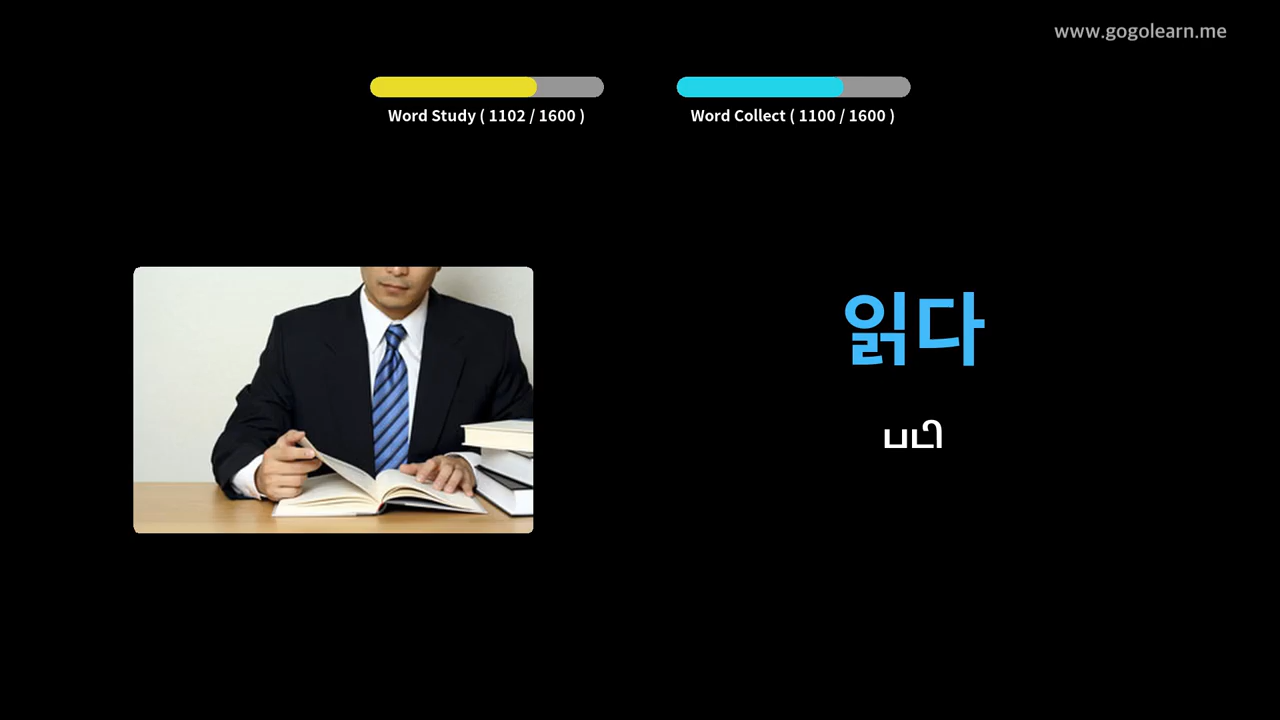 www.gogolearn.me
Word Study ( 1102 / 1600 )
Word Collect ( 1100 / 1600 )
읽다
படி